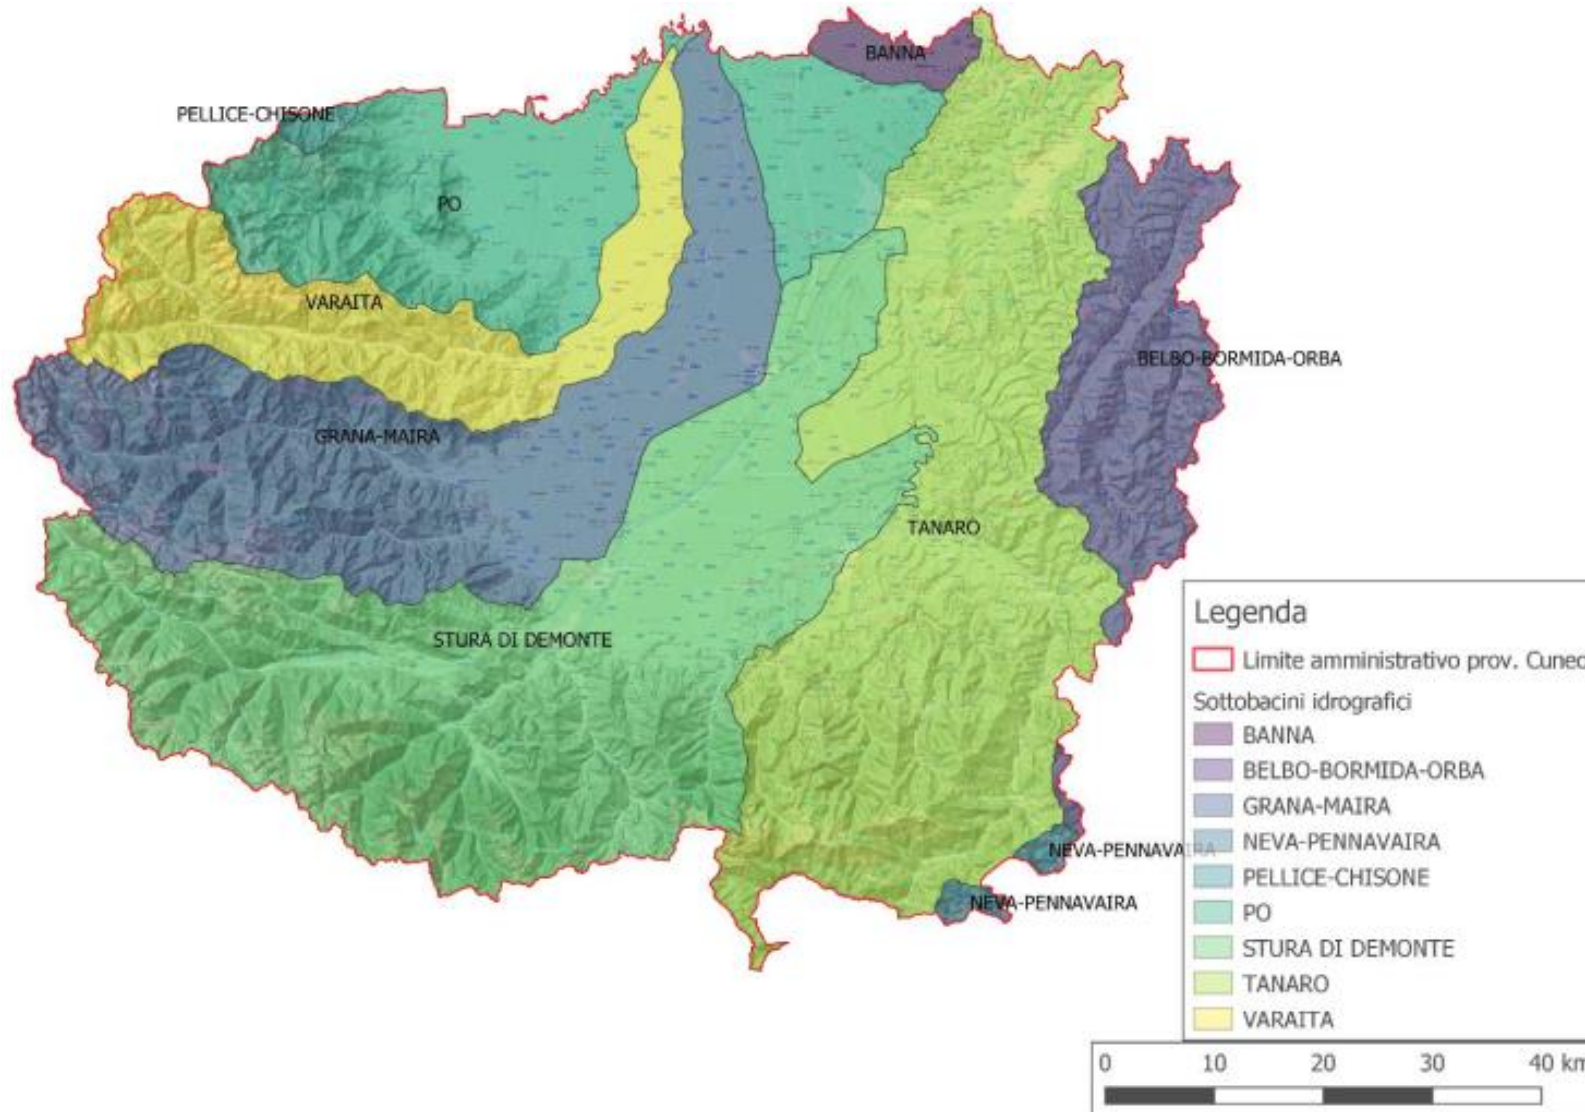 BANNA
PELLICE-CHISONE
PO
VARAITA
BELBO-BORMIDA-ORBA
GRANA-MAIRA
TANARO
STURA DI DEMONTE
NEVA-PENNAVAIRA
NEVA-PENNAVAIRA
Legenda
Limite amministrativo prov. Cuneo
Sottobacini idrografici
BANNA
BELBO-BORMIDA-ORBA
GRANA-MAIRA
NEVA-PENNAVAIRA
PELLICE-CHISONE
PO
STURA DI DEMONTE
TANARO
VARAITA
0 10 20 30 40 km